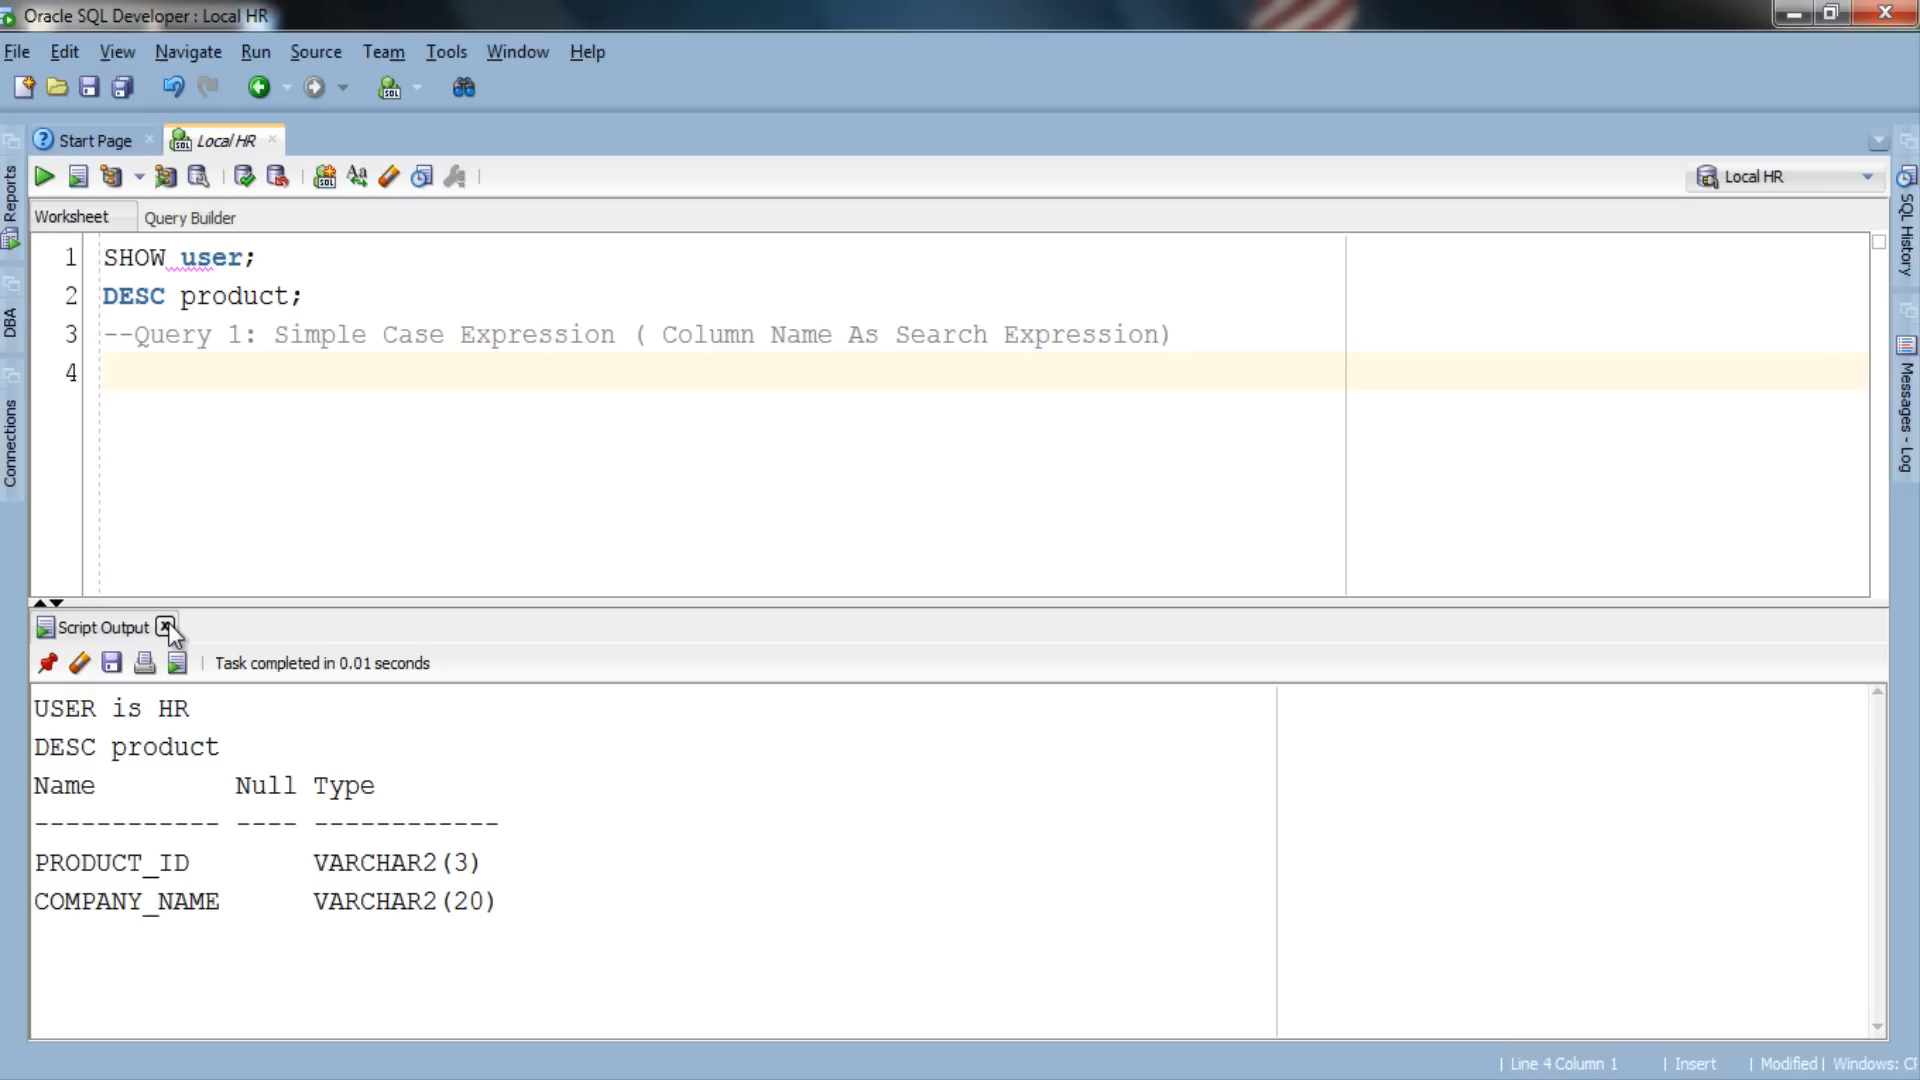 Oracle SQL Developer : Local HR
File Edit View Navigate Run Source Team Tools Window Help
Start Page Local HR
Local HR
Worksheet Query Builder
1 SHOW user;
2 DESC product;
3 --Query 1: Simple Case Expression ( Column Name As Search Expression)
4
Reports
DBA
Connections
SQL History
Messages - Log
Script Output
Task completed in 0.01 seconds
USER is HR
DESC product
Name Null Type
------------ ---- ------------
PRODUCT_ID VARCHAR2(3)
COMPANY_NAME VARCHAR2(20)
| Line 4 Column 1 | Insert | Modified | Windows: